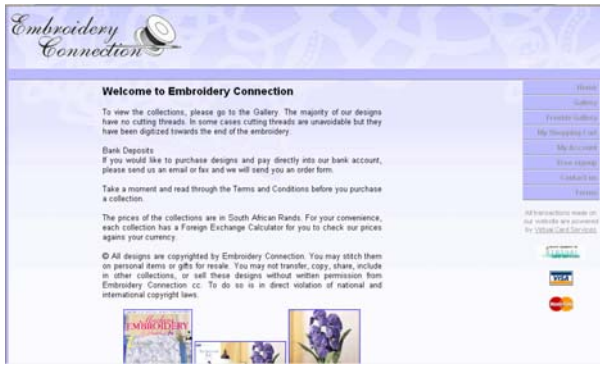 Embroidery
Connection
Welcome to Embroidery Connection
To view the collections, please go to the Gallery. The majority of our designs
have no cutting threads. In some cases cutting threads are unavoidable but they
have been digitized towards the end of the embroidery.
Bank Deposits
If you would like to purchase designs and pay directly into our bank account,
please send us an email or fax and we will send you an order form.
Take a moment and read through the Terms and Conditions before you purchase
a collection.
The prices of the collections are in South African Rands. For your convenience,
each collection has a Foreign Exchange Calculator for you to check our prices
agains your currency.
© All designs are copyrighted by Embroidery Connection. You may stitch them
on personal items or gifts for resale. You may not transfer, copy, share, include
in other collections, or sell these designs without written permission from
Embroidery Connection cc. To do so is in direct violation of national and
international copyright laws.
EMBROIDERY
Home
Gallery
Freebie Gallery
My Shopping Cart
My Account
Contact us
Terms
All transactions made on
our website are powered
by Virtual Card Services
VISA
MasterCard